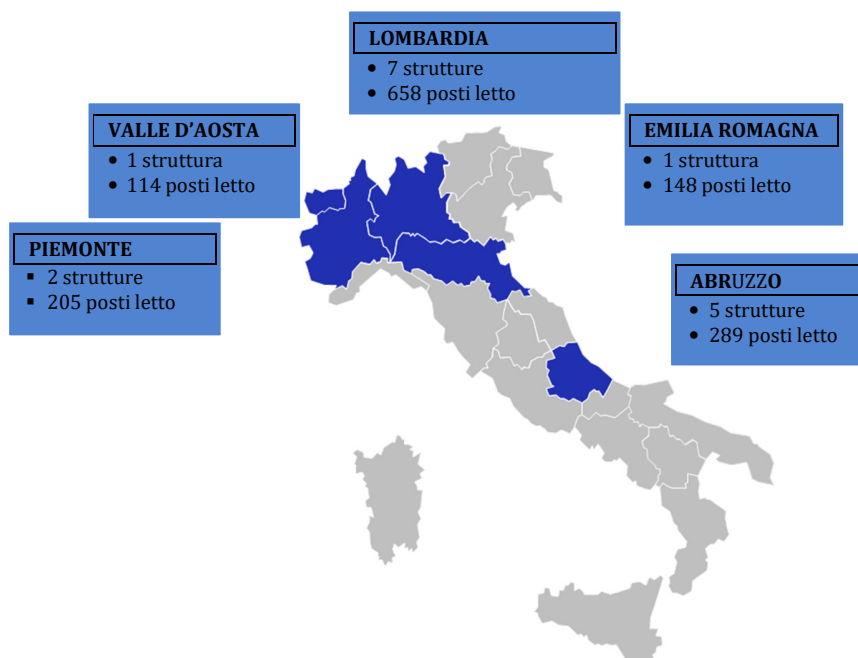 LOMBARDIA
• 7 strutture
• 658 posti letto
VALLE D’AOSTA
• 1 struttura
• 114 posti letto
EMILIA ROMAGNA
• 1 struttura
• 148 posti letto
PIEMONTE
▪ 2 strutture
▪ 205 posti letto
ABRUZZO
• 5 strutture
• 289 posti letto